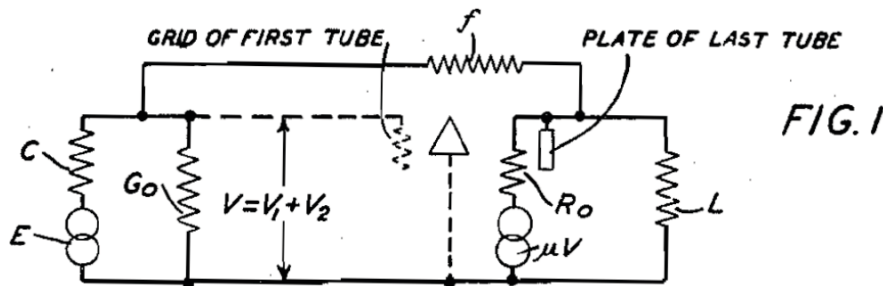 GRID OF FIRST TUBE
f
PLATE OF LAST TUBE
FIG. 1
C
G₀
V=V₁+V₂
R₀
L
E
μV